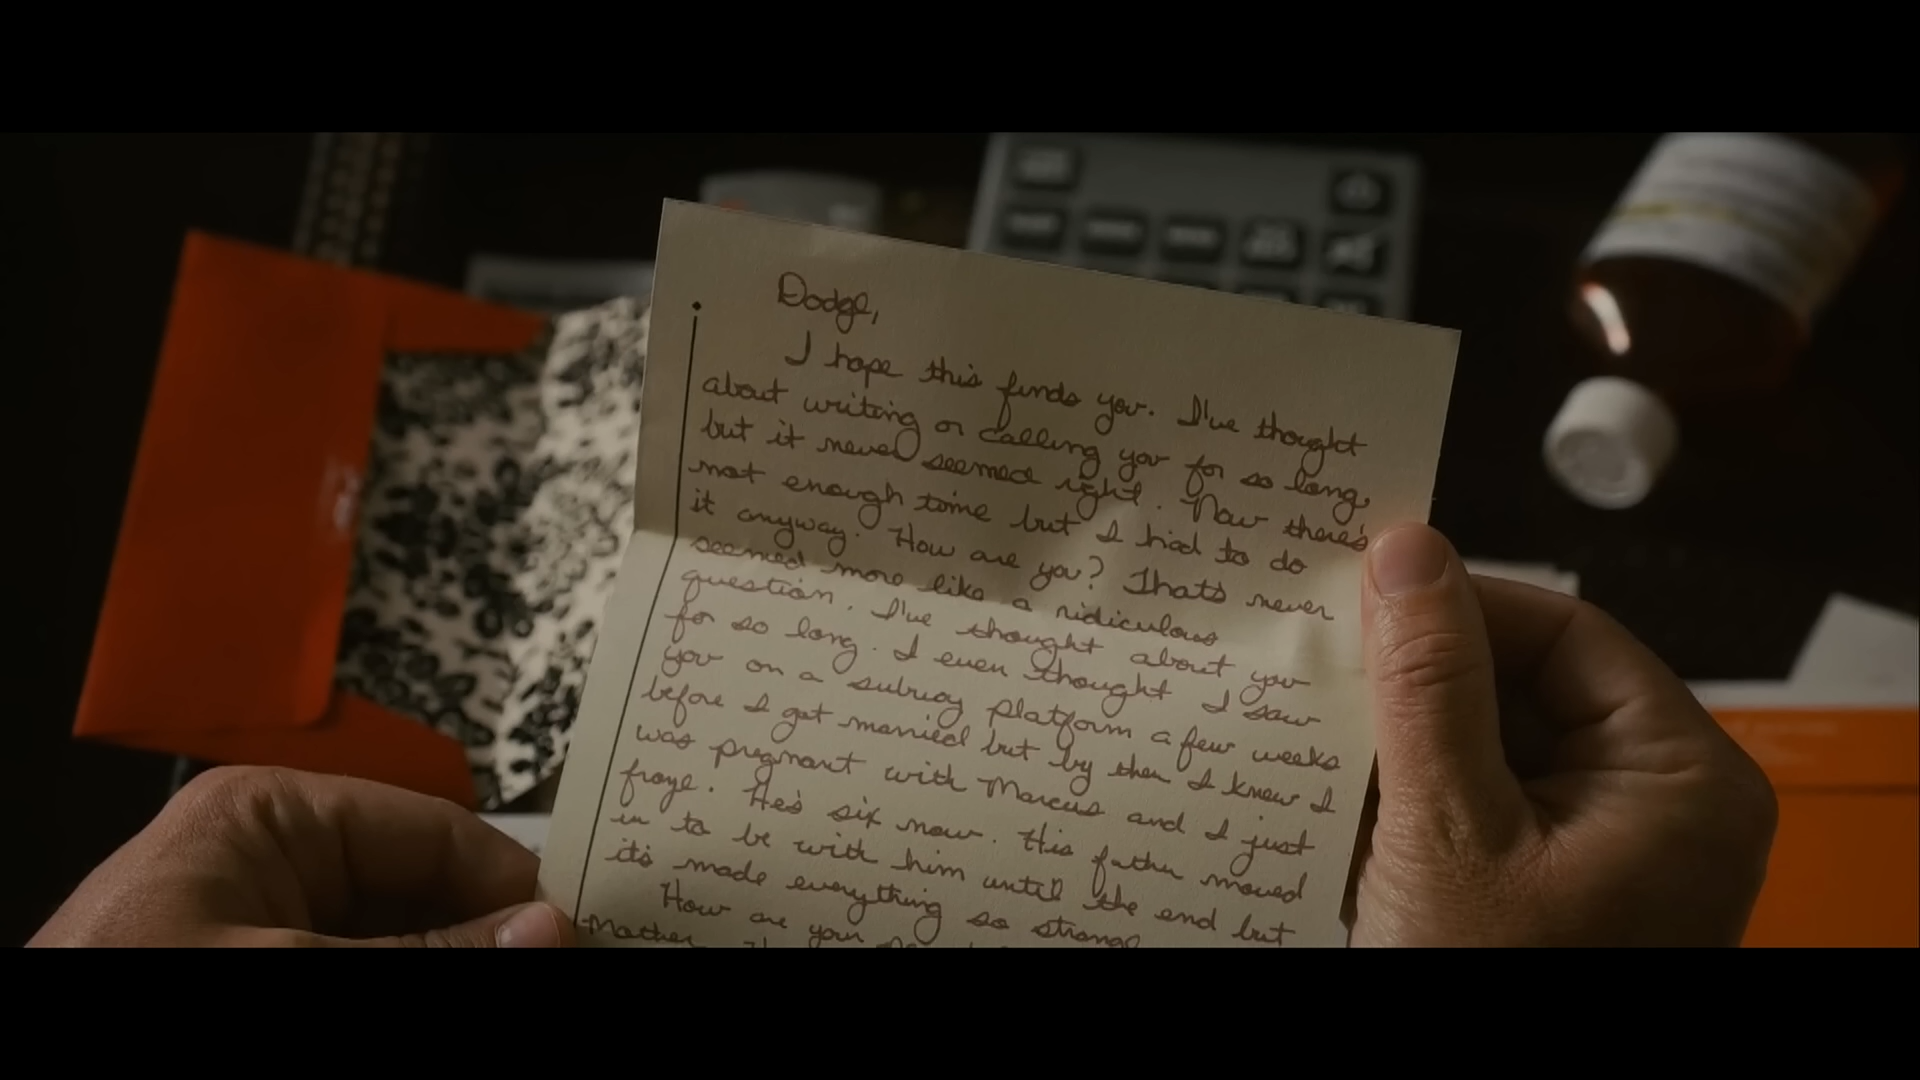 Dodge,
I hope this finds you. I've thought
about writing or calling you for so long,
but it never seemed right. Now there's
not enough time but I had to do
it anyway. How are you? That's never
seemed more like a ridiculous
question. I've thought about you
for so long. I even thought I saw
you on a subway platform a few weeks
before I got married but by then I knew I
was pregnant with Marcus and I just
froze. He's six now. His father moved
in to be with him until the end but
it's made everything so strange
How are your
Mother